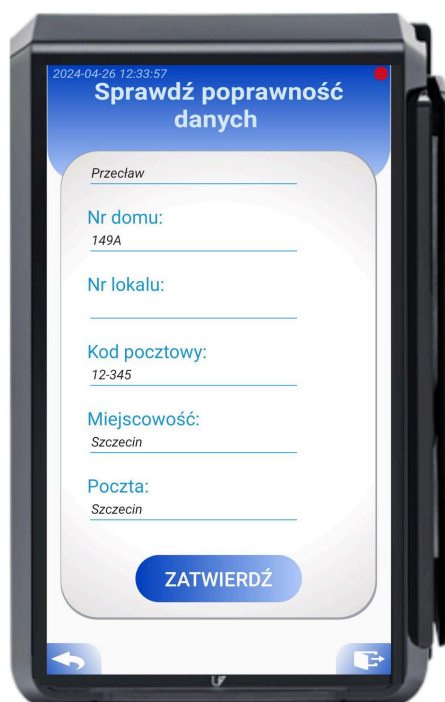 2024-04-26 12:33:57
Sprawdź poprawność
danych
Przecław
Nr domu:
149A
Nr lokalu:
Kod pocztowy:
12-345
Miejscowość:
Szczecin
Poczta:
Szczecin
ZATWIERDŹ